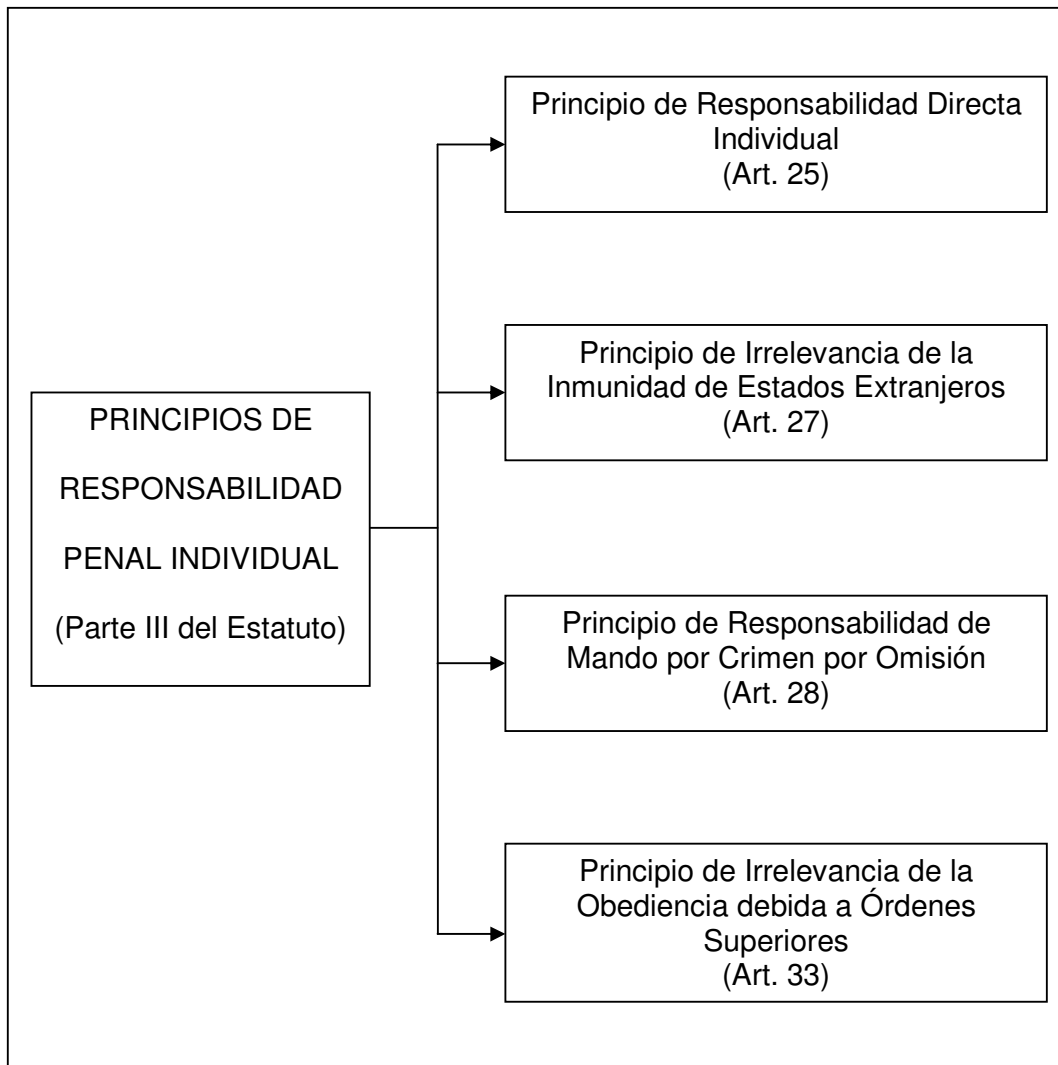 PRINCIPIOS DE
RESPONSABILIDAD
PENAL INDIVIDUAL
(Parte III del Estatuto)
Principio de Responsabilidad Directa
Individual
(Art. 25)
Principio de Irrelevancia de la
Inmunidad de Estados Extranjeros
(Art. 27)
Principio de Responsabilidad de
Mando por Crimen por Omisión
(Art. 28)
Principio de Irrelevancia de la
Obediencia debida a Órdenes
Superiores
(Art. 33)